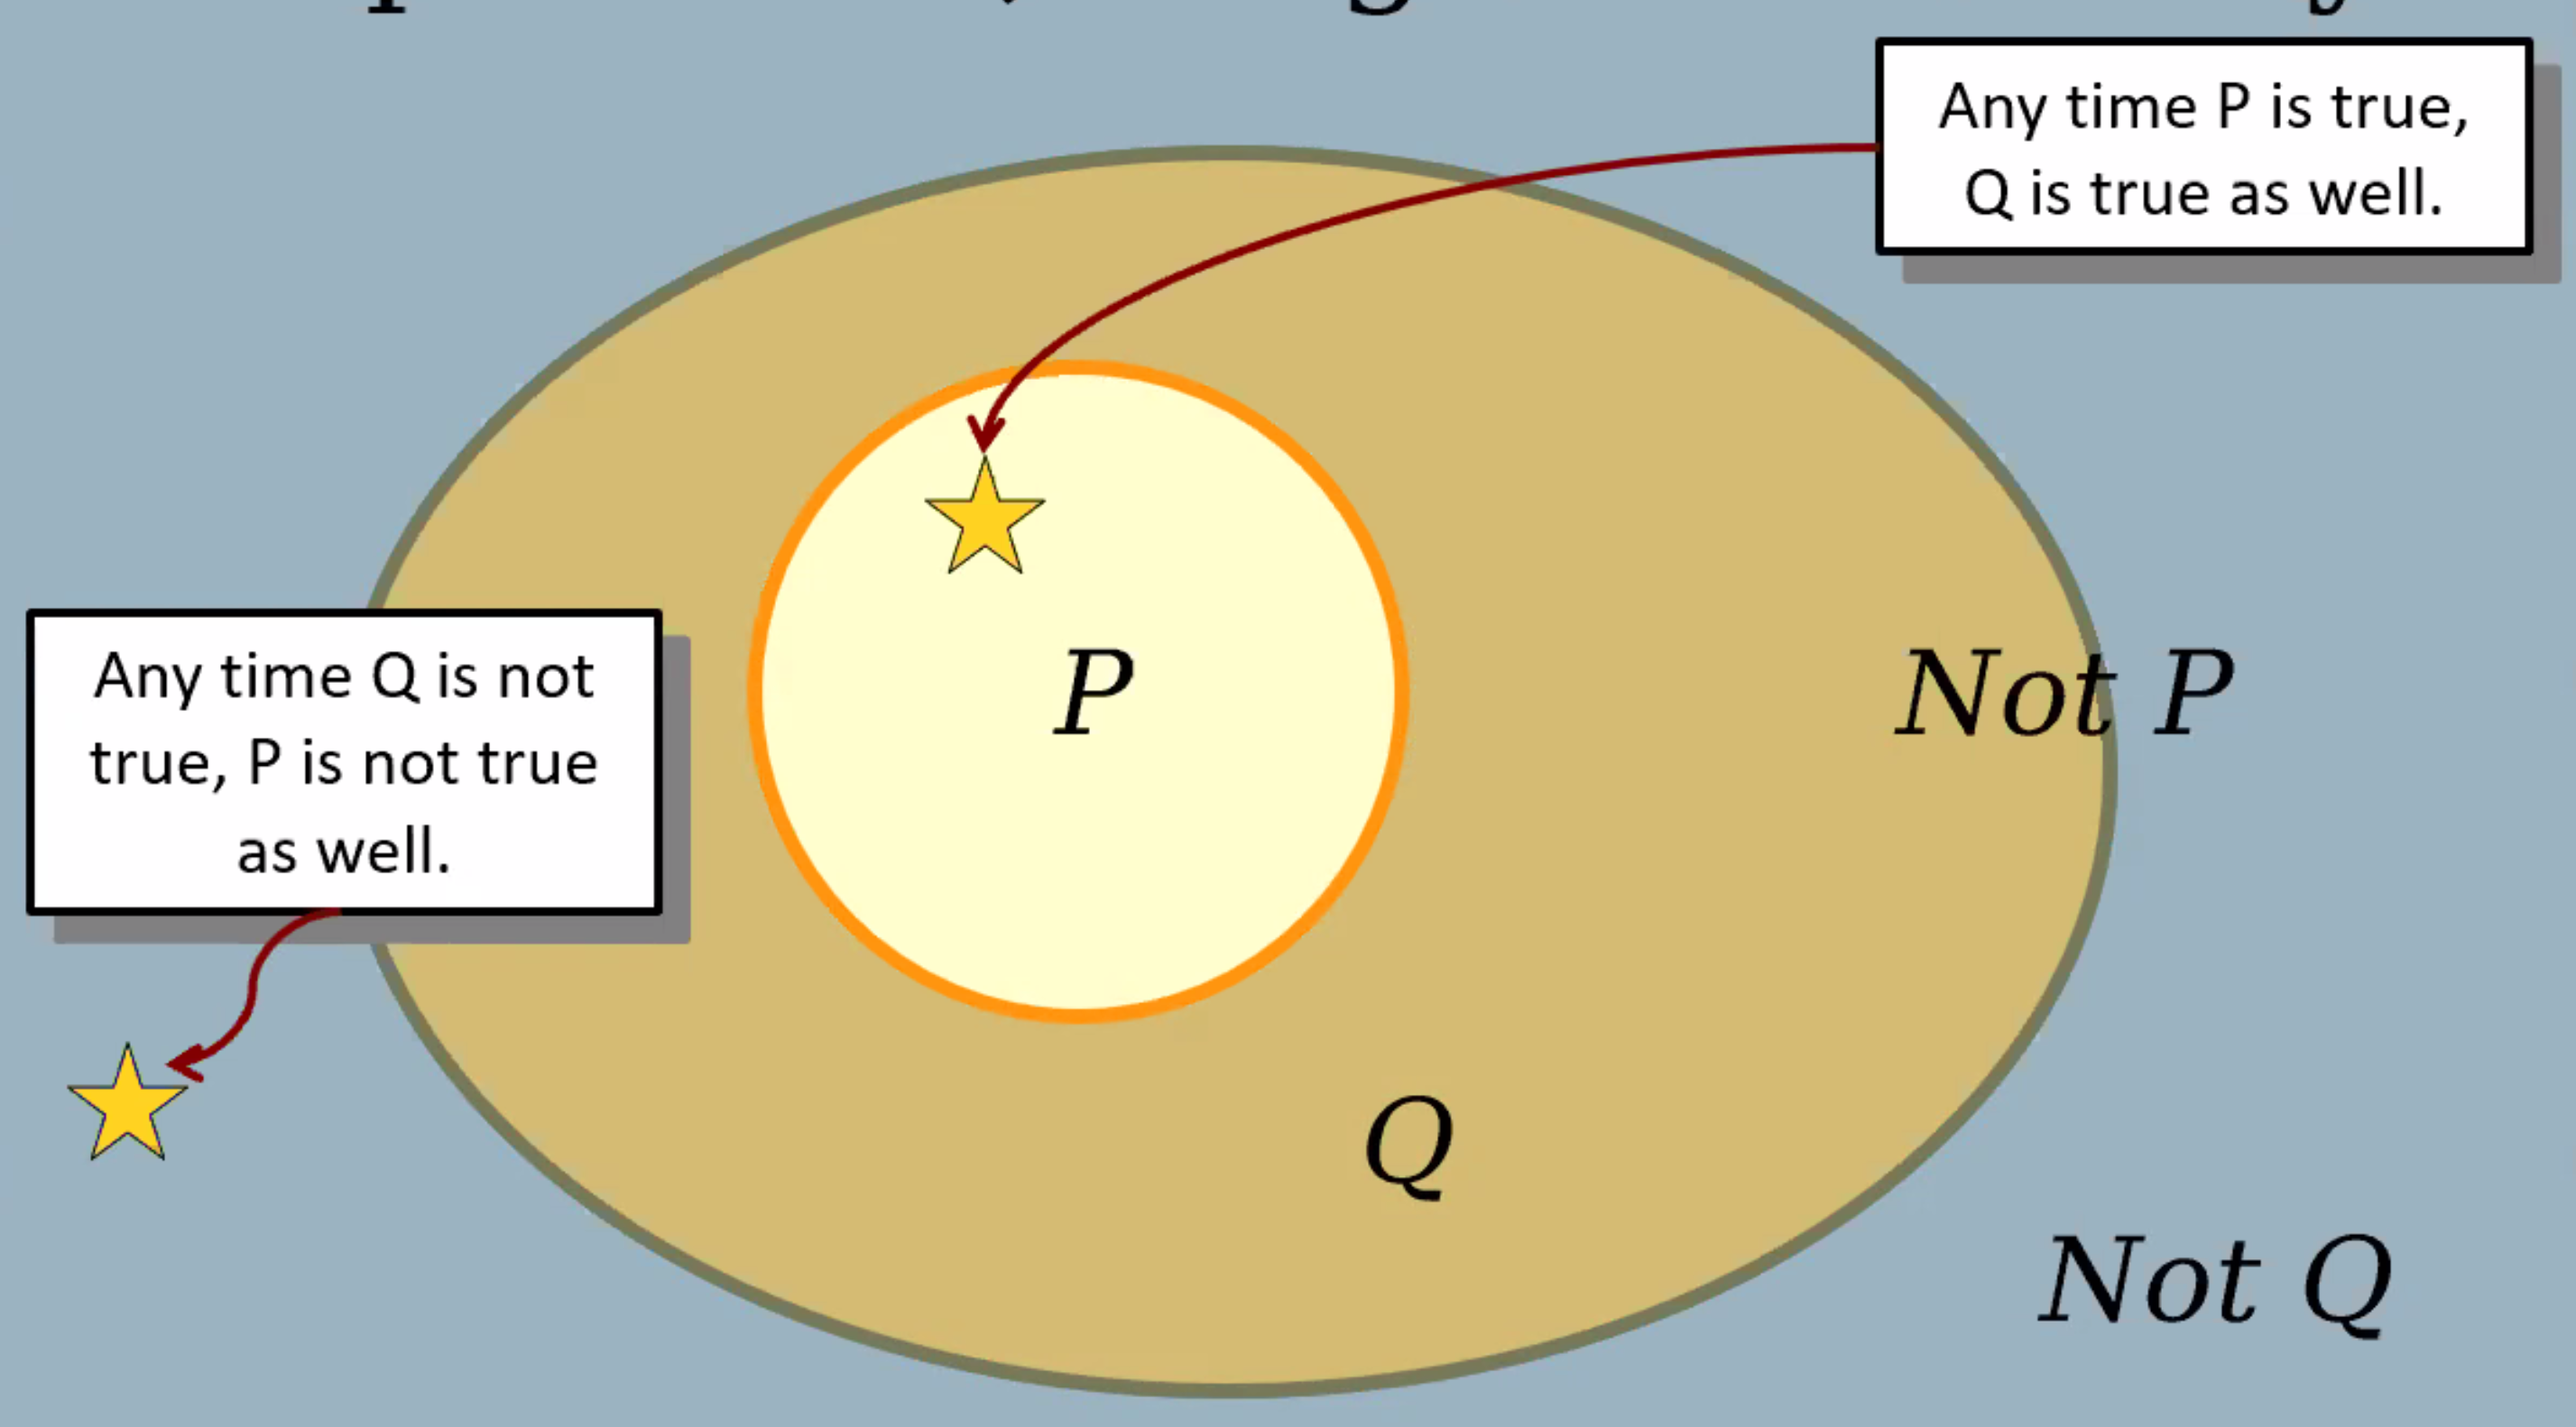 Any time P is true,
Q is true as well.
Any time Q is not
true, P is not true
as well.
P
Not P
Q
Not Q